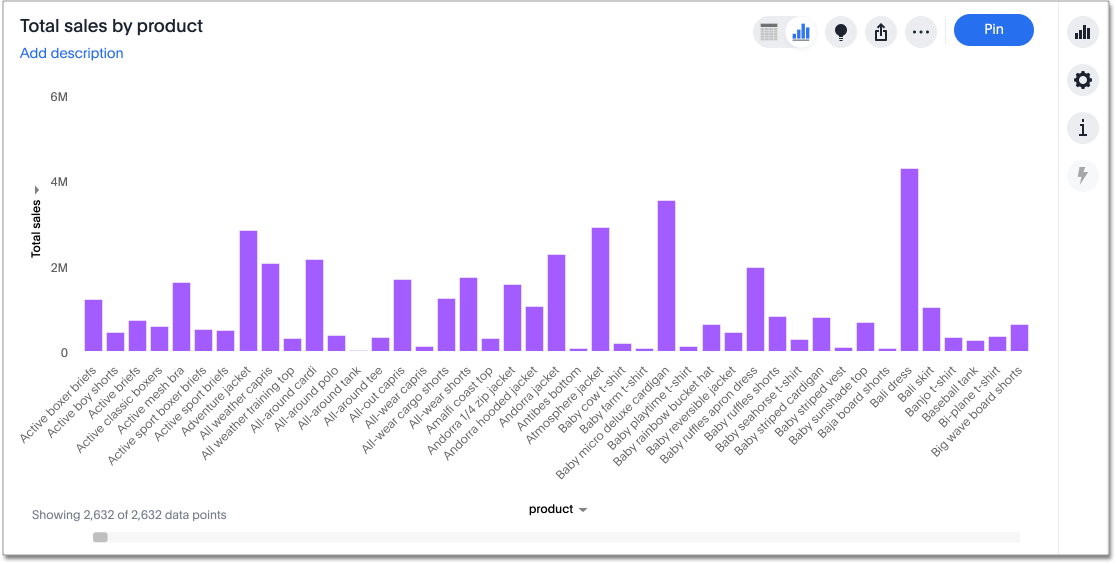 Total sales by product
Pin
Add description
6M
4M
2M
0
Total sales
Active boxer briefs
Active boy shorts
Active briefs
Active classic boxers
Active mesh bra
Active sport boxer briefs
Active sport briefs
Adventure jacket
All weather capris
All weather training top
All-around cardi
All-around polo
All-around tank
All-around tee
All-out capris
All-wear capris
All-wear cargo shorts
All-wear shorts
Amalfi coast top
Andorra 1/4 zip jacket
Andorra hooded jacket
Andorra jacket
Antibes bottom
Atmosphere jacket
Baby cow t-shirt
Baby farm t-shirt
Baby micro deluxe cardigan
Baby playtime t-shirt
Baby rainbow bucket hat
Baby reversible jacket
Baby ruffles apron dress
Baby ruffles shorts
Baby seahorse t-shirt
Baby striped cardigan
Baby striped vest
Baby sunshade top
Baja board shorts
Bali dress
Bali skirt
Banjo t-shirt
Baseball tank
Bi-plane t-shirt
Big wave board shorts
product
Showing 2,632 of 2,632 data points